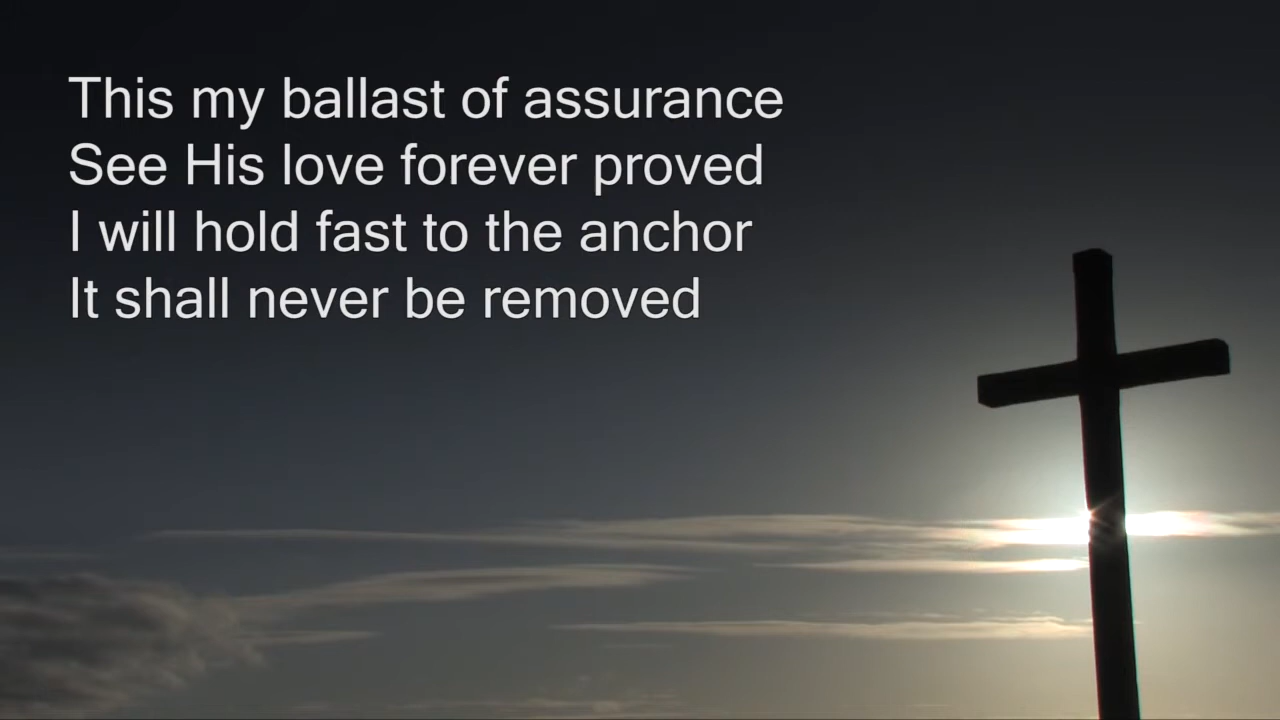 This my ballast of assurance
See His love forever proved
I will hold fast to the anchor
It shall never be removed